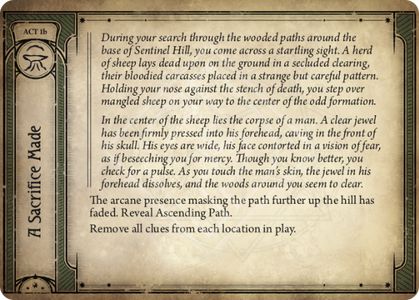 ACT 1b
A Sacrifice Made
During your search through the wooded paths around the
base of Sentinel Hill, you come across a startling sight. A herd
of sheep lays dead upon on the ground in a secluded clearing,
their bloodied carcasses placed in a strange but careful pattern.
Holding your nose against the stench of death, you step over
mangled sheep on your way to the center of the odd formation.
In the center of the sheep lies the corpse of a man. A clear jewel
has been firmly pressed into his forehead, caving in the front of
his skull. His eyes are wide, his face contorted in a vision of fear,
as if beseeching you for mercy. Though you know better, you
check for a pulse. As you touch the man's skin, the jewel in his
forehead dissolves, and the woods around you seem to clear.
The arcane presence masking the path further up the hill has
faded. Reveal Ascending Path.
Remove all clues from each location in play.